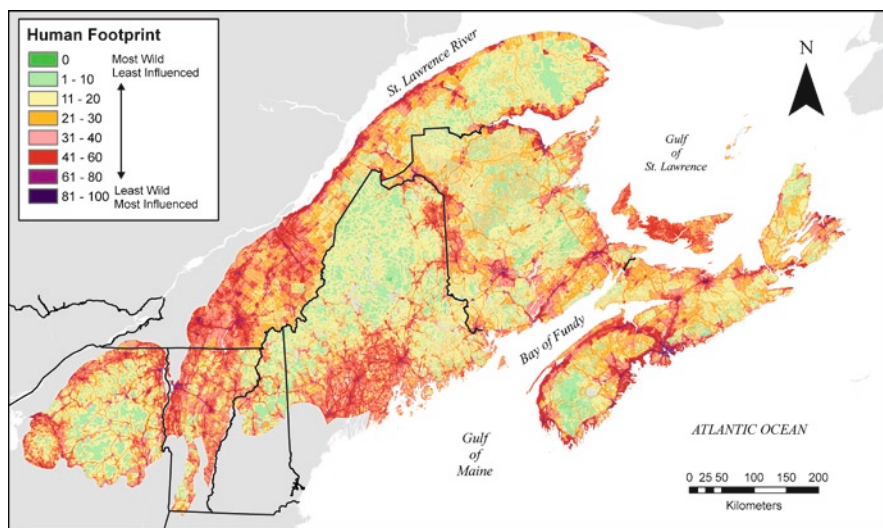 Human Footprint
0
1 - 10
11 - 20
21 - 30
31 - 40
41 - 60
61 - 80
81 - 100
Most Wild
Least Influenced
Least Wild
Most Influenced
St. Lawrence River
N
Gulf
of
St. Lawrence
Bay of Fundy
Gulf
of
Maine
ATLANTIC OCEAN
0 25 50 100 150 200
Kilometers